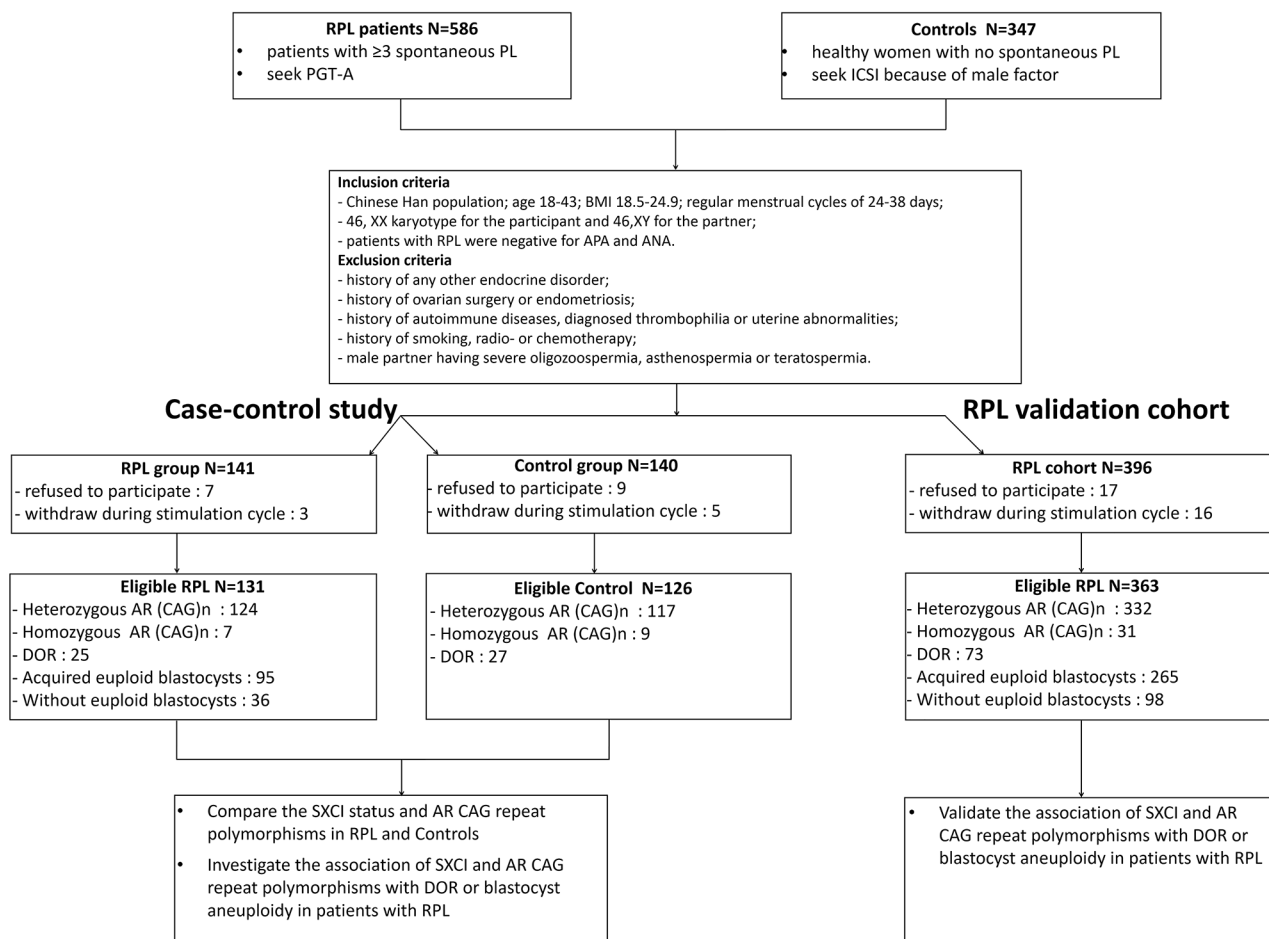 RPL patients N=586
• patients with ≥3 spontaneous PL
• seek PGT-A
Controls N=347
• healthy women with no spontaneous PL
• seek ICSI because of male factor
Inclusion criteria
- Chinese Han population; age 18-43; BMI 18.5-24.9; regular menstrual cycles of 24-38 days;
- 46, XX karyotype for the participant and 46,XY for the partner;
- patients with RPL were negative for APA and ANA.
Exclusion criteria
- history of any other endocrine disorder;
- history of ovarian surgery or endometriosis;
- history of autoimmune diseases, diagnosed thrombophilia or uterine abnormalities;
- history of smoking, radio- or chemotherapy;
- male partner having severe oligozoospermia, asthenospermia or teratospermia.
Case-control study
RPL validation cohort
RPL group N=141
- refused to participate : 7
- withdraw during stimulation cycle : 3
Control group N=140
- refused to participate : 9
- withdraw during stimulation cycle : 5
RPL cohort N=396
- refused to participate : 17
- withdraw during stimulation cycle : 16
Eligible RPL N=131
- Heterozygous AR (CAG)n : 124
- Homozygous AR (CAG)n : 7
- DOR : 25
- Acquired euploid blastocysts : 95
- Without euploid blastocysts : 36
Eligible Control N=126
- Heterozygous AR (CAG)n : 117
- Homozygous AR (CAG)n : 9
- DOR : 27
Eligible RPL N=363
- Heterozygous AR (CAG)n : 332
- Homozygous AR (CAG)n : 31
- DOR : 73
- Acquired euploid blastocysts : 265
- Without euploid blastocysts : 98
• Compare the SXCI status and AR CAG repeat
polymorphisms in RPL and Controls
• Investigate the association of SXCI and AR CAG
repeat polymorphisms with DOR or blastocyst
aneuploidy in patients with RPL
• Validate the association of SXCI and AR
CAG repeat polymorphisms with DOR or
blastocyst aneuploidy in patients with RPL